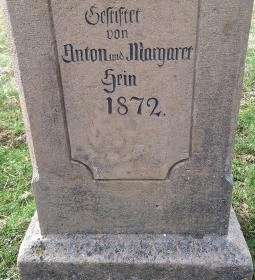 Gestiftet
von
Anton und Margaret
Hein
1872.